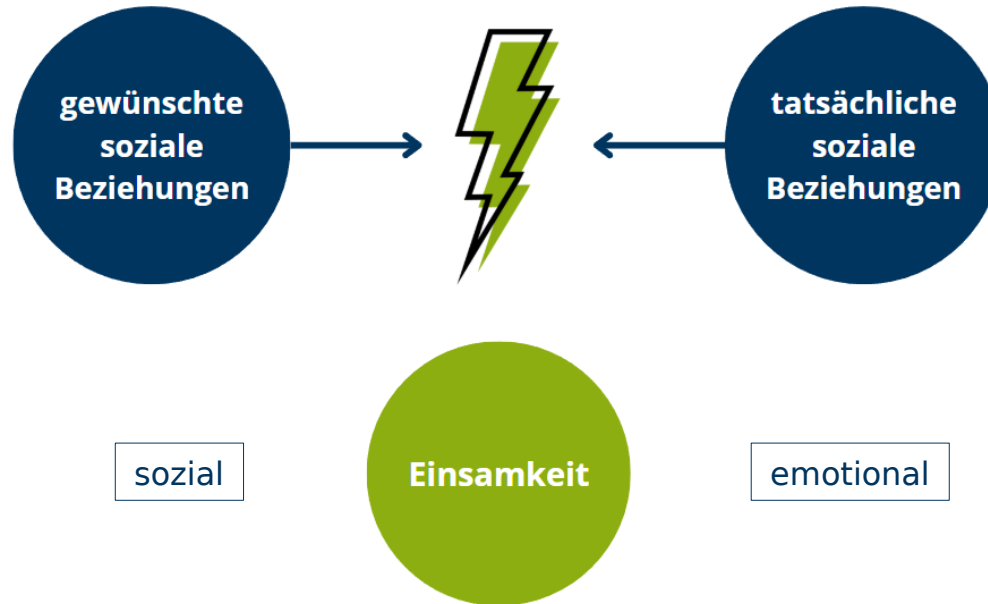 gewünschte
soziale
Beziehungen
tatsächliche
soziale
Beziehungen
sozial
Einsamkeit
emotional